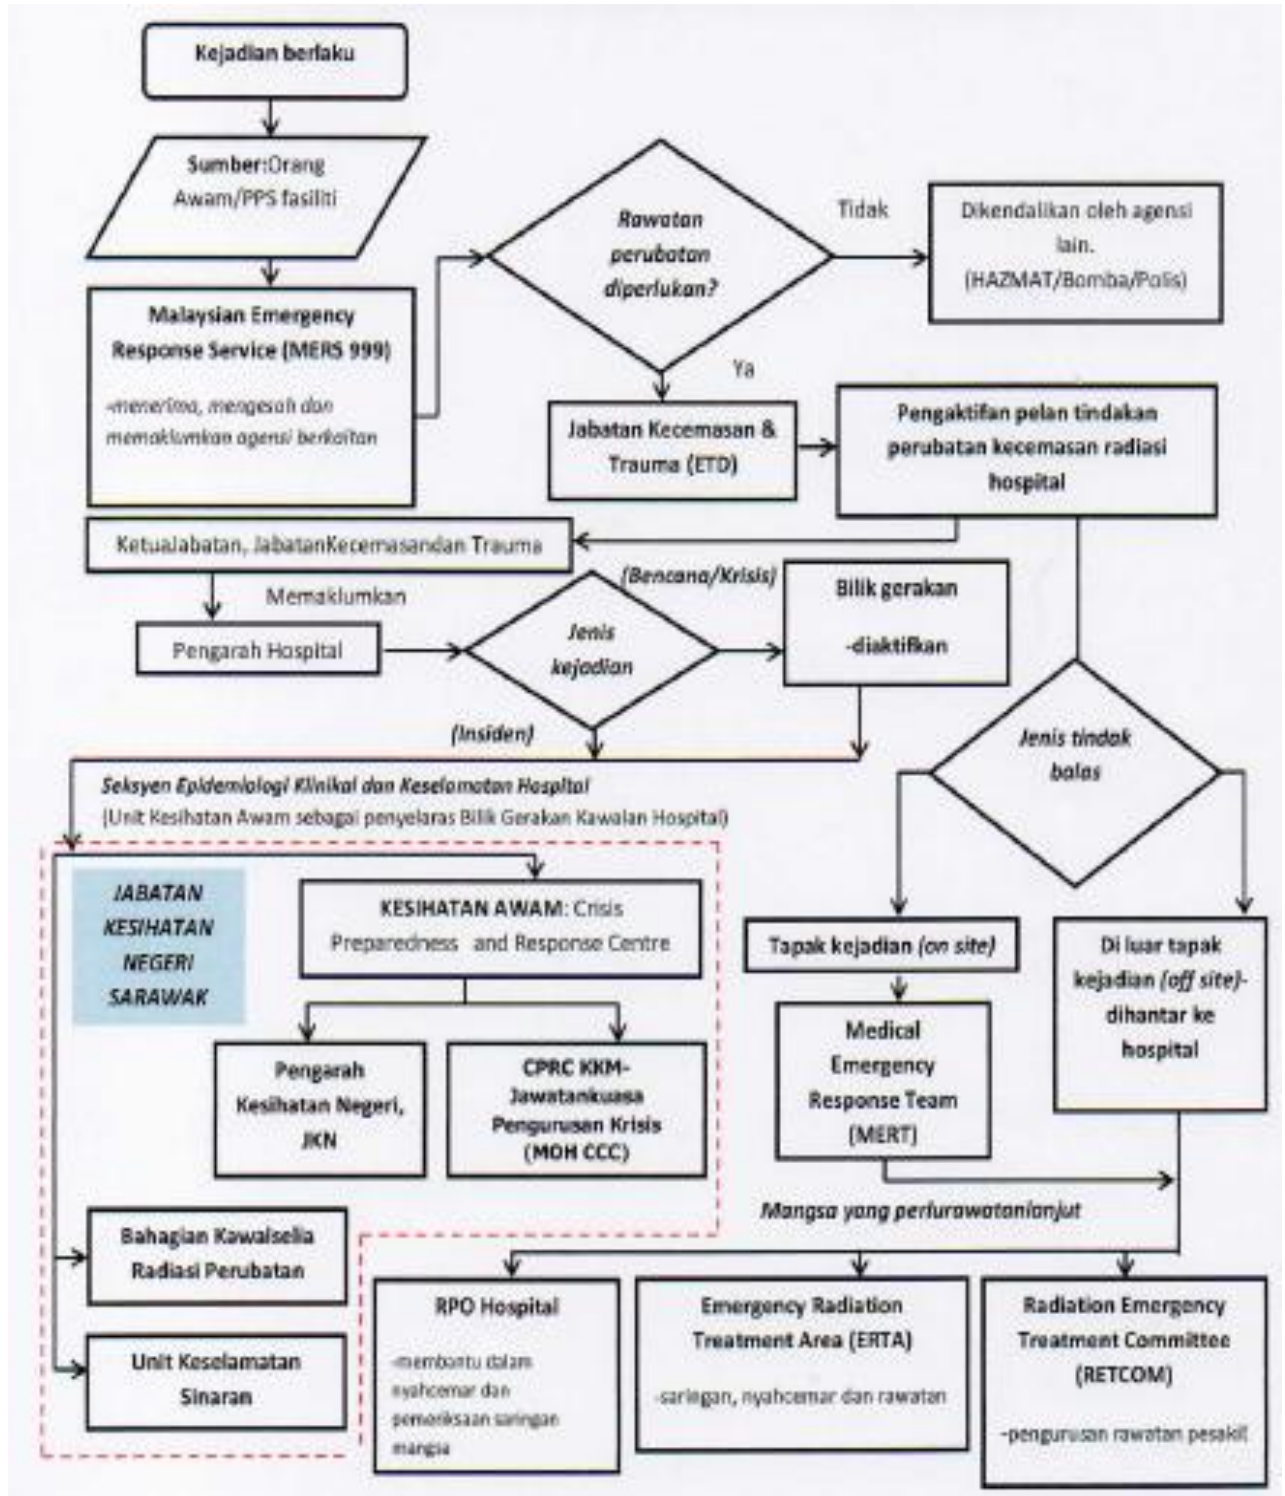 Kejadian berlaku
Sumber:Orang
Awam/PPS fasiliti
Malaysian Emergency
Response Service (MERS 999)
-menerima, mengesah dan
memaklumkan agensi berkaitan
Rawatan
perubatan
diperlukan?
Tidak
Dikendalikan oleh agensi
lain.
(HAZMAT/Bomba/Polis)
Ya
Jabatan Kecemasan &
Trauma (ETD)
Pengaktifan pelan tindakan
perubatan kecemasan radiasi
hospital
KetuaJabatan, JabatanKecemasandan Trauma
Memaklumkan
Pengarah Hospital
Jenis
kejadian
(Bencana/Krisis)
Bilik gerakan
-diaktifkan
(Insiden)
Seksyen Epidemiologi Klinikal dan Keselamatan Hospital
(Unit Kesihatan Awam sebagai penyelaras Bilik Gerakan Kawalan Hospital)
Jenis tindak
balas
JABATAN
KESIHATAN
NEGERI
SARAWAK
KESIHATAN AWAM: Crisis
Preparedness and Response Centre
Pengarah
Kesihatan Negeri,
JKN
CPRC KKM-
Jawatankuasa
Pengurusan Krisis
(MOH CCC)
Tapak kejadian (on site)
Di luar tapak
kejadian (off site)-
dihantar ke
hospital
Medical
Emergency
Response Team
(MERT)
Mangsa yang perlurawatanlanjut
Bahagian Kawalselia
Radiasi Perubatan
Unit Keselamatan
Sinaran
RPO Hospital
-membantu dalam
nyahcemar dan
pemeriksaan saringan
mangsa
Emergency Radiation
Treatment Area (ERTA)
-saringan, nyahcemar dan rawatan
Radiation Emergency
Treatment Committee
(RETCOM)
-pengurusan rawatan pesakit